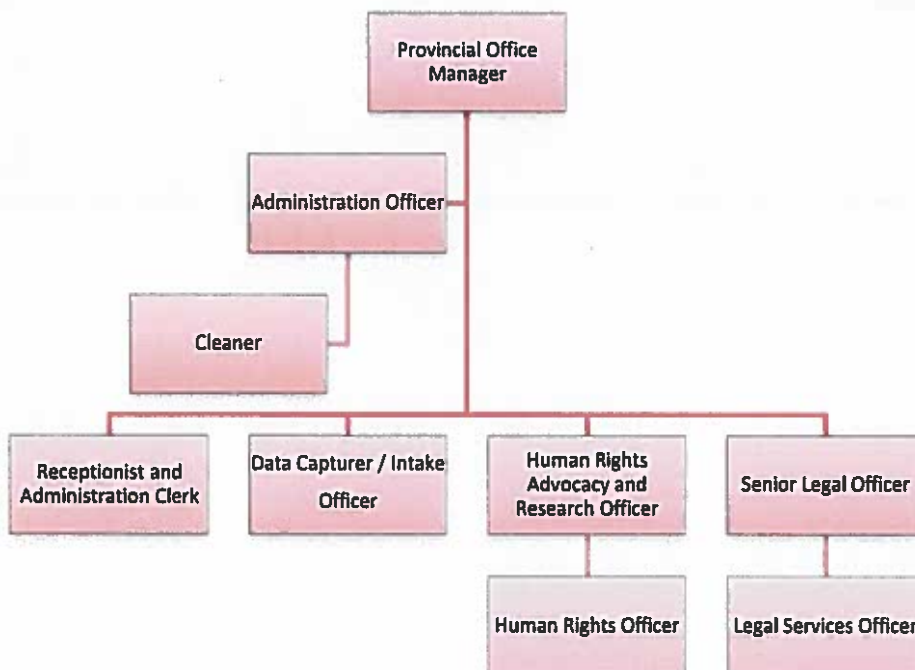 Provincial Office
Manager
Administration Officer
Cleaner
Receptionist and
Administration Clerk
Data Capturer / Intake
Officer
Human Rights
Advocacy and
Research Officer
Senior Legal Officer
Human Rights Officer
Legal Services Officer